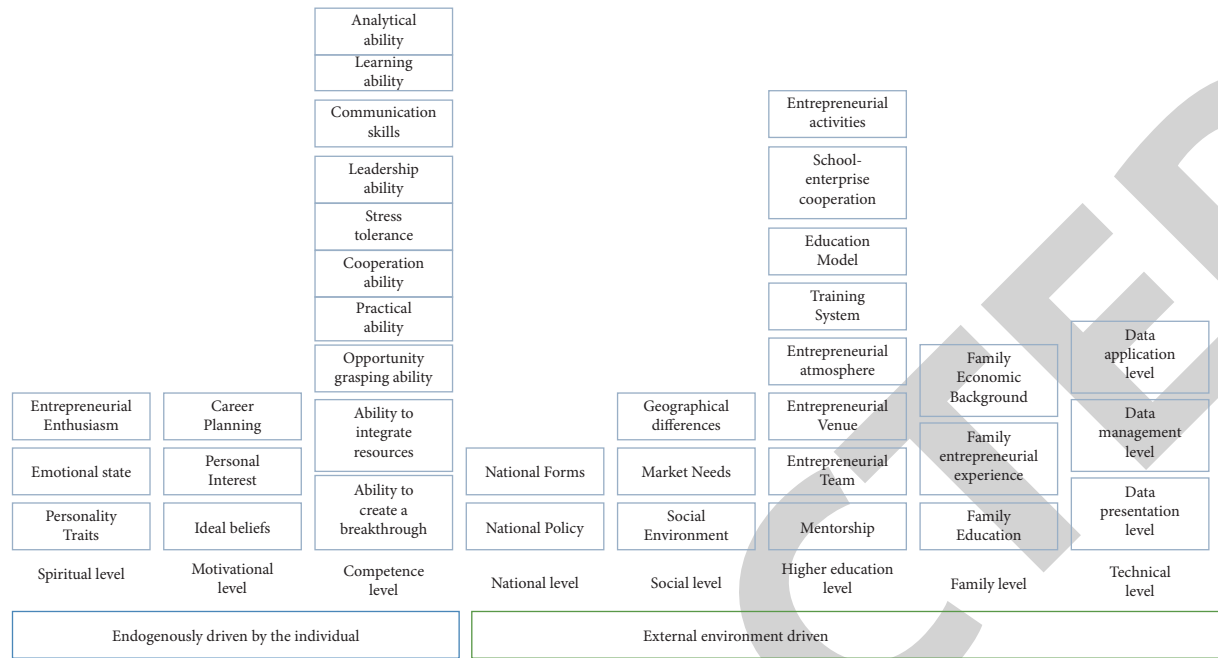 Analytical
ability
Learning
ability
Communication
skills
Leadership
ability
Stress
tolerance
Cooperation
ability
Practical
ability
Opportunity
grasping ability
Ability to
integrate
resources
Ability to
create a
breakthrough
Entrepreneurial
Enthusiasm
Emotional state
Personality
Traits
Career
Planning
Personal
Interest
Ideal beliefs
National Forms
National Policy
Geographical
differences
Market Needs
Social
Environment
Entrepreneurial
activities
School-
enterprise
cooperation
Education
Model
Training
System
Entrepreneurial
atmosphere
Entrepreneurial
Venue
Entrepreneurial
Team
Mentorship
Family
Economic
Background
Family
entrepreneurial
experience
Family
Education
Data
application
level
Data
management
level
Data
presentation
level
Spiritual level
Motivational
level
Competence
level
National level
Social level
Higher education
level
Family level
Technical
level
Endogenously driven by the individual
External environment driven
CTED